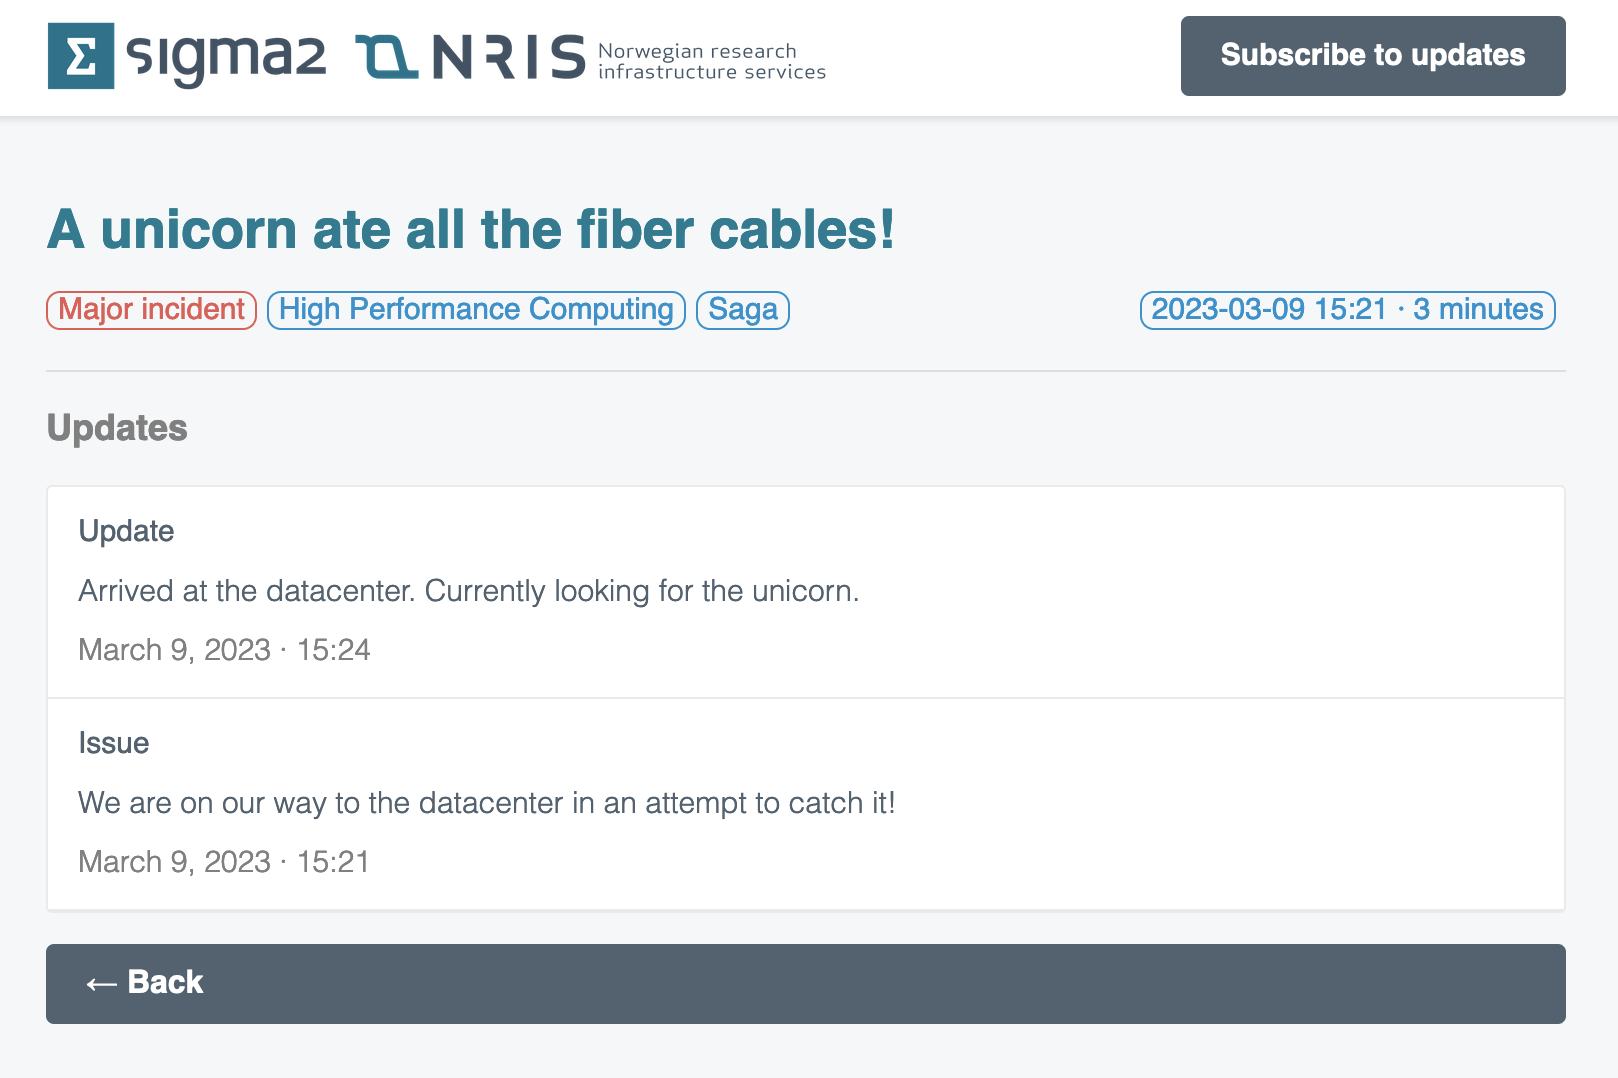 Σ sigma2 NRIS Norwegian research
infrastructure services
Subscribe to updates
A unicorn ate all the fiber cables!
Major incident High Performance Computing Saga 2023-03-09 15:21 · 3 minutes
Updates
Update
Arrived at the datacenter. Currently looking for the unicorn.
March 9, 2023 · 15:24
Issue
We are on our way to the datacenter in an attempt to catch it!
March 9, 2023 · 15:21
← Back